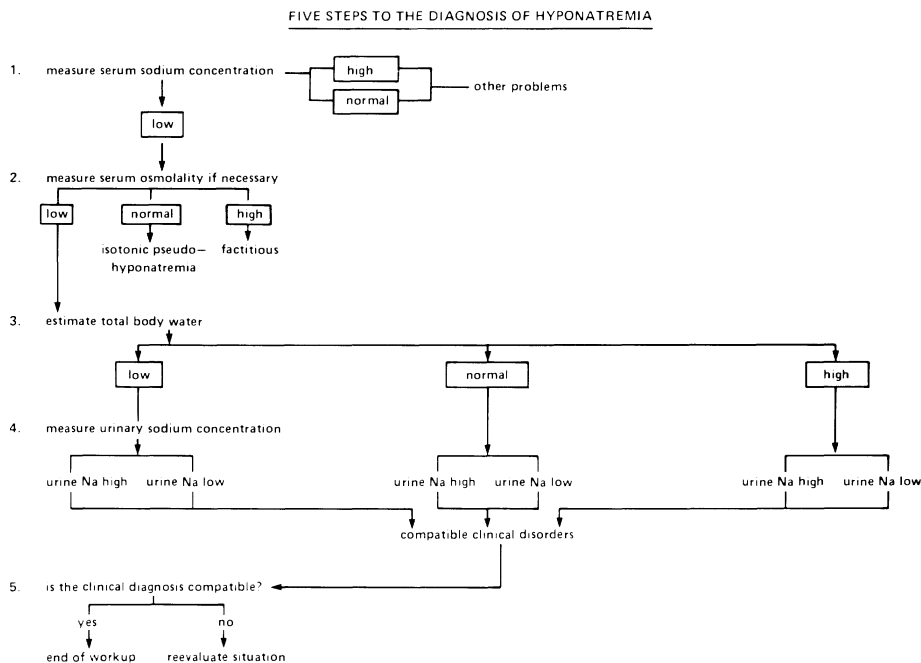 FIVE STEPS TO THE DIAGNOSIS OF HYPONATREMIA
1. measure serum sodium concentration
high
normal
other problems
low
2. measure serum osmolality if necessary
low normal high
isotonic pseudo—
hyponatremia
factitious
3. estimate total body water
low normal high
4. measure urinary sodium concentration
urine Na high urine Na low urine Na high urine Na low urine Na high urine Na low
compatible clinical disorders
5. is the clinical diagnosis compatible?
yes no
end of workup reevaluate situation